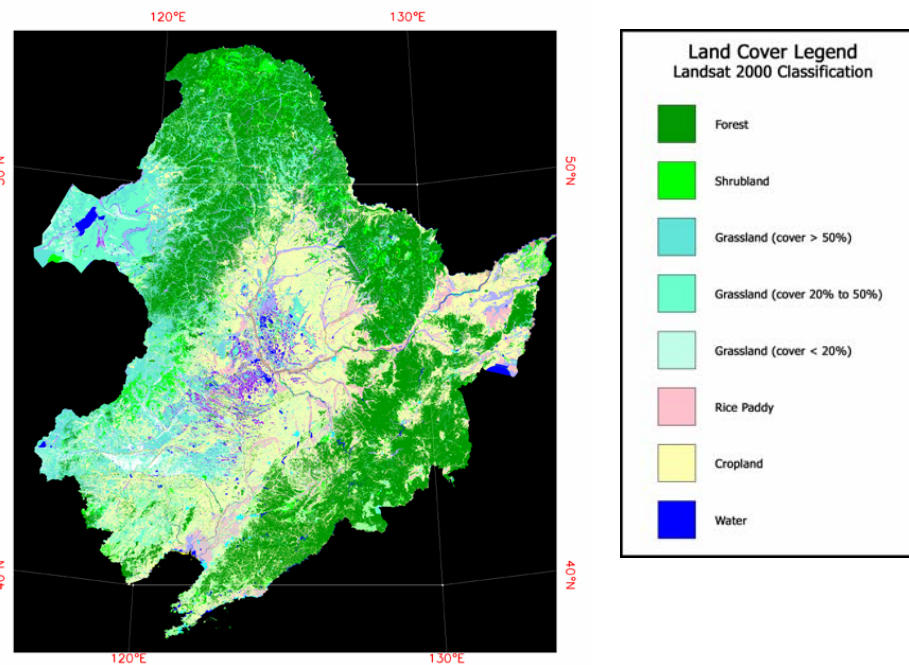 120°E
130°E
Land Cover Legend
Landsat 2000 Classification
Forest
50°N
Shrubland
Grassland (cover > 50%)
Grassland (cover 20% to 50%)
Grassland (cover < 20%)
Rice Paddy
Cropland
Water
40°N
120°E
130°E